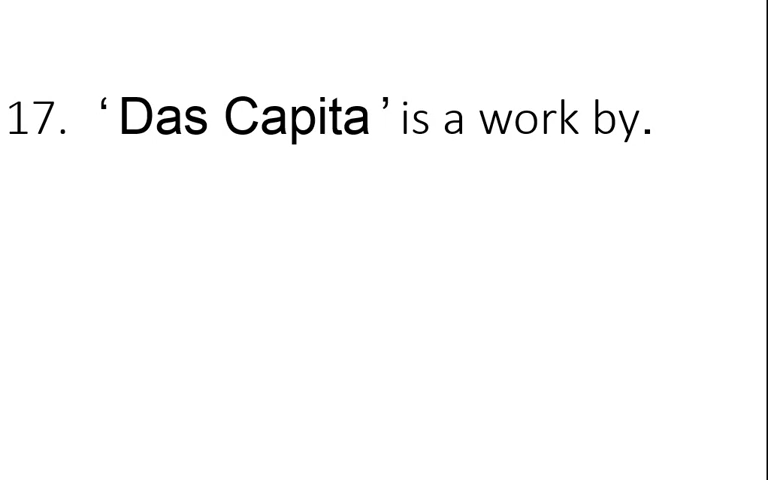 17. ‘ Das Capita ’ is a work by.